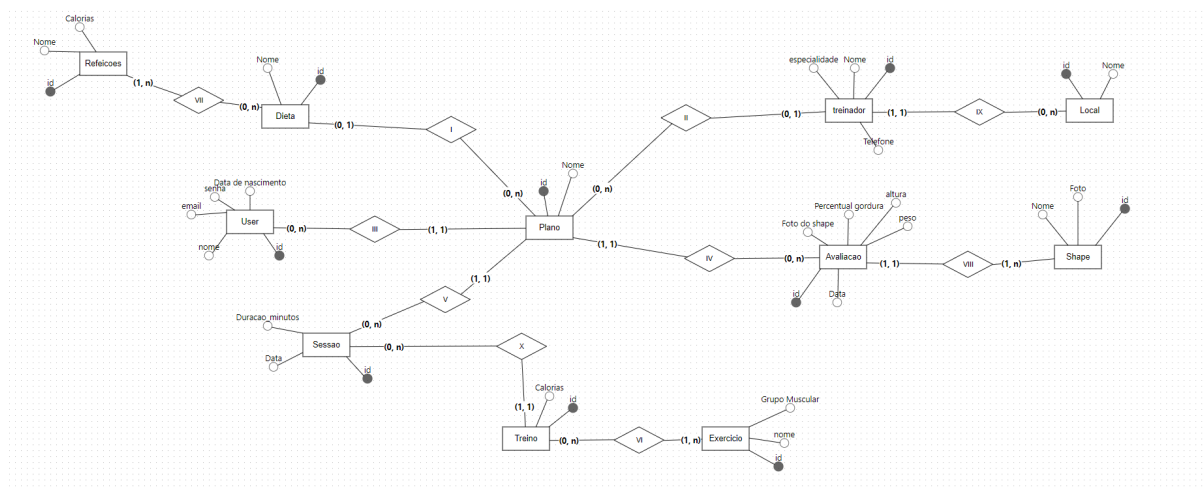 Calorias
Nome
Refeicoes
id
(1, n)
VII
(0, n)
Nome
id
Dieta
(0, 1)
I
(0, n)
especialidade
Nome
id
treinador
Telefone
(0, 1)
II
(0, n)
(1, 1)
IX
(0, n)
id
Nome
Local
id
Nome
Plano
Data de nascimento
senha
email
User
nome
id
(0, n)
III
(1, 1)
(1, 1)
IV
(0, n)
Foto do shape
Percentual gordura
altura
peso
Avaliacao
id
Data
(1, 1)
VIII
(1, n)
Nome
Foto
id
Shape
(1, 1)
V
(0, n)
Duracao_minutos
Sessao
Data
id
(0, n)
X
(1, 1)
Calorias
id
Treino
(0, n)
VI
(1, n)
Grupo Muscular
Exercicio
nome
id